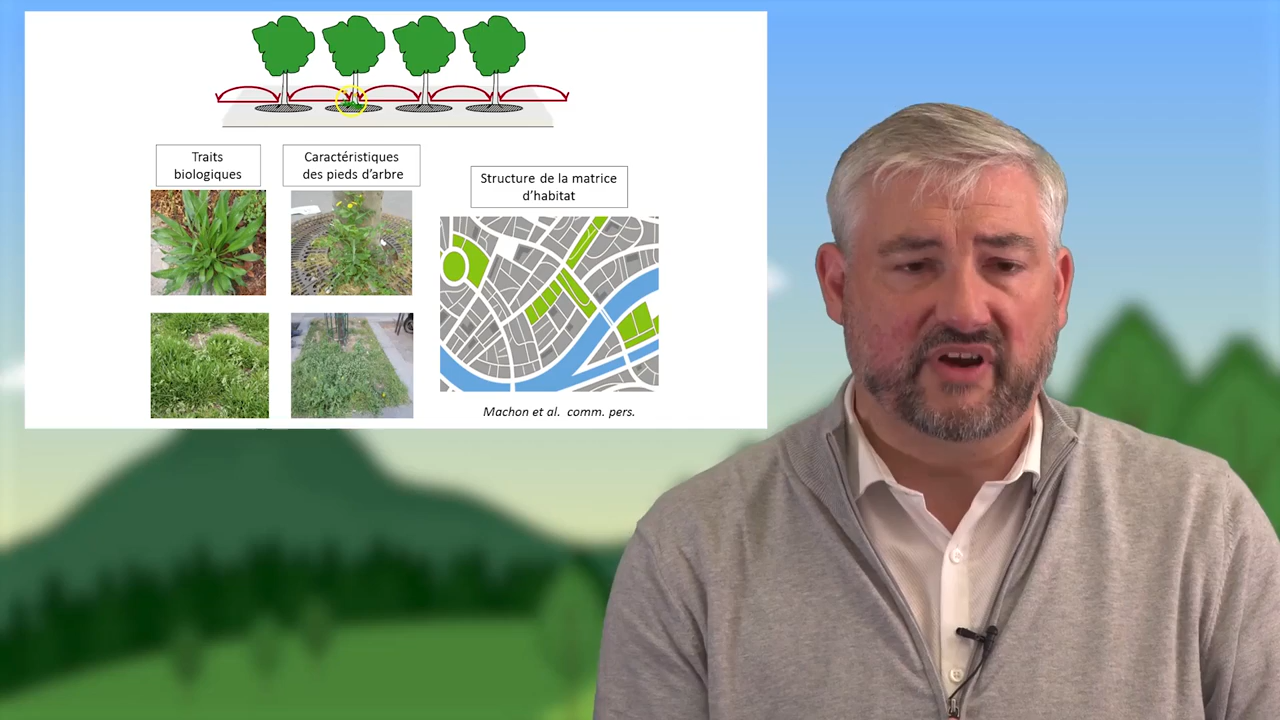 Traits
biologiques
Caractéristiques
des pieds d'arbre
Structure de la matrice
d'habitat
Machon et al. comm. pers.